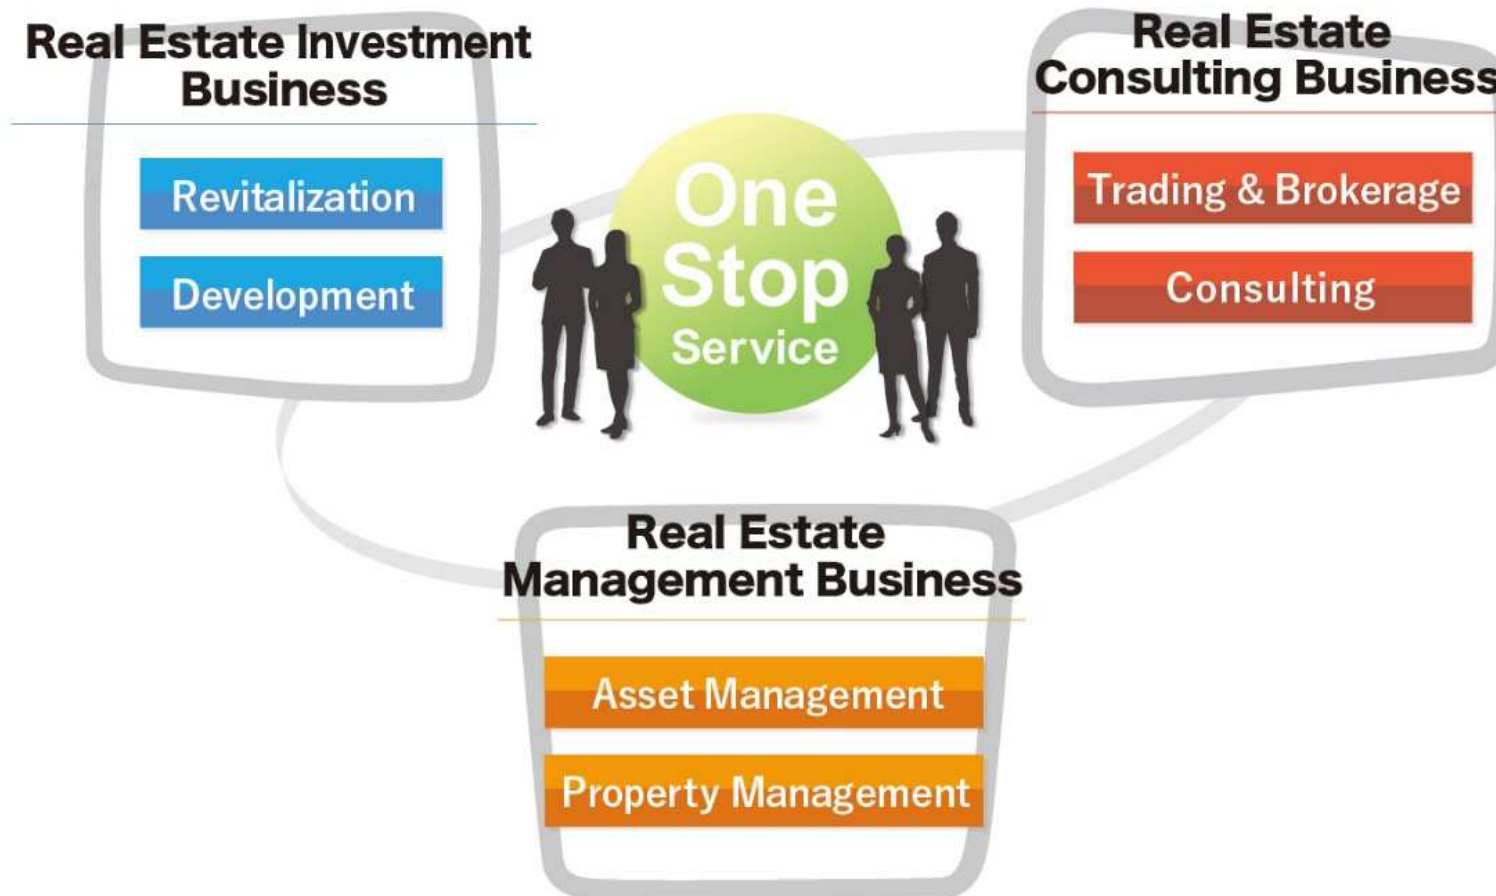 Real Estate Investment
Business
Revitalization
Development
One
Stop
Service
Real Estate
Consulting Business
Trading & Brokerage
Consulting
Real Estate
Management Business
Asset Management
Property Management